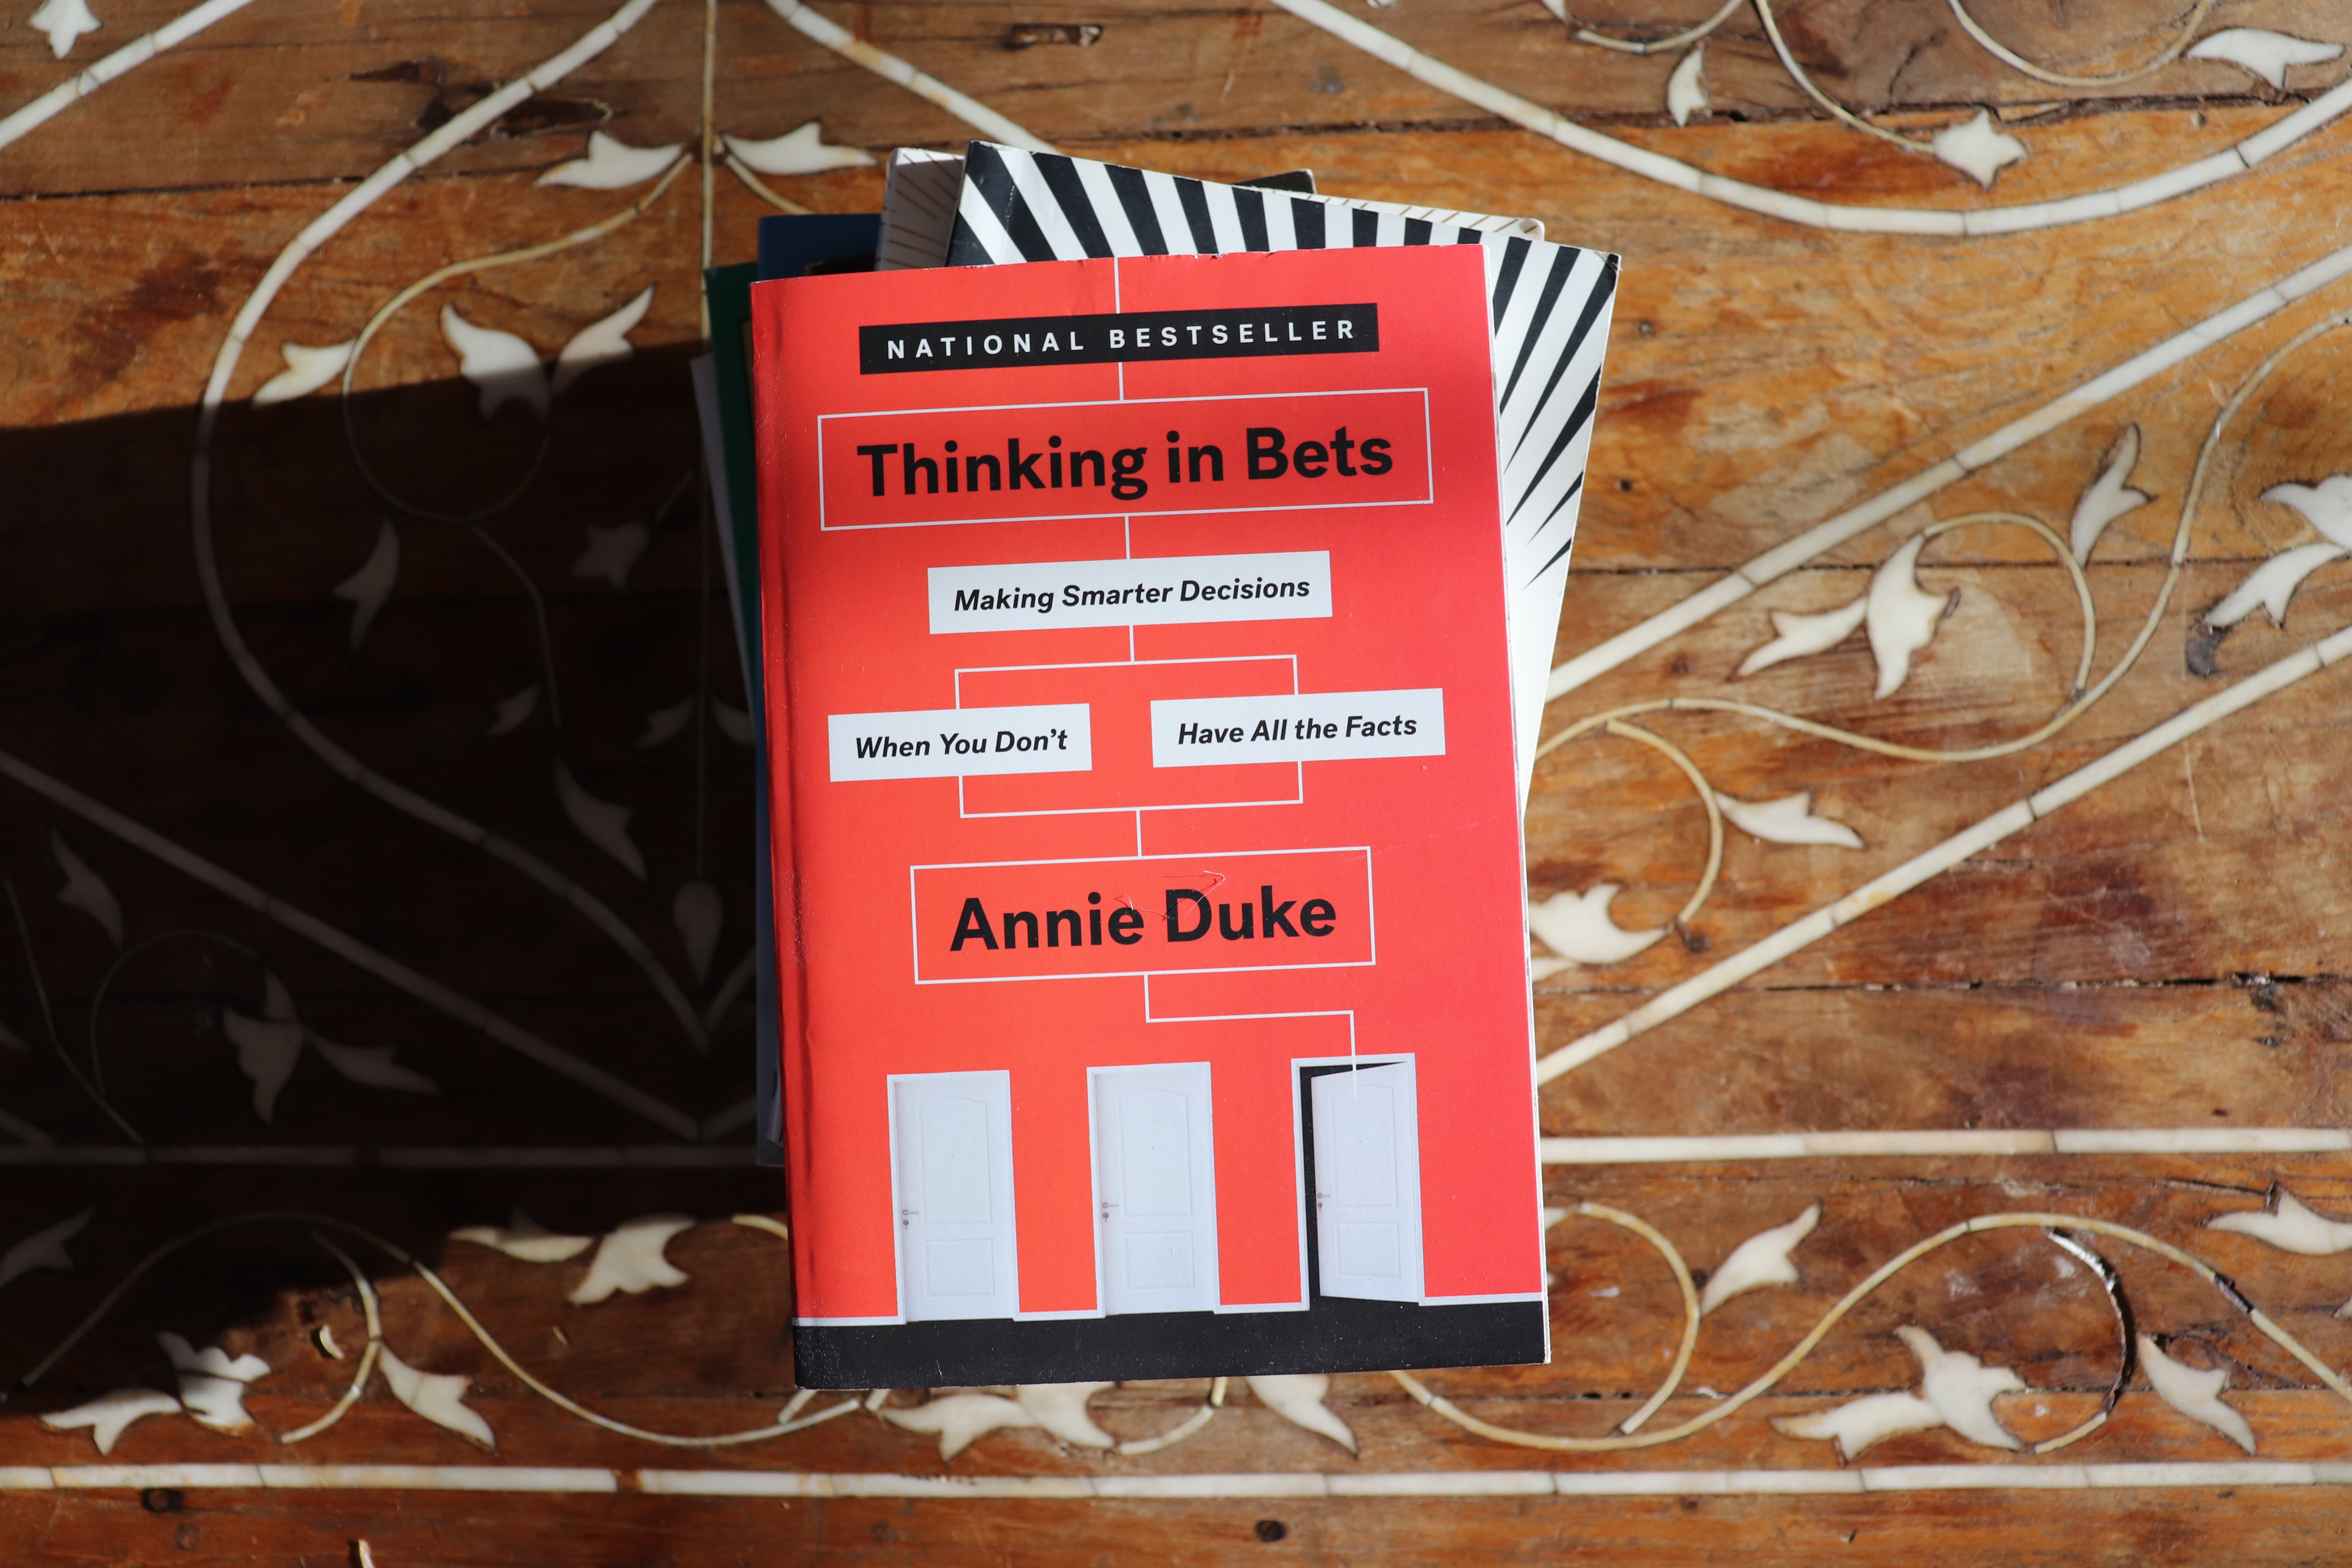 NATIONAL BESTSELLER
Thinking in Bets
Making Smarter Decisions
When You Don't
Have All the Facts
Annie Duke